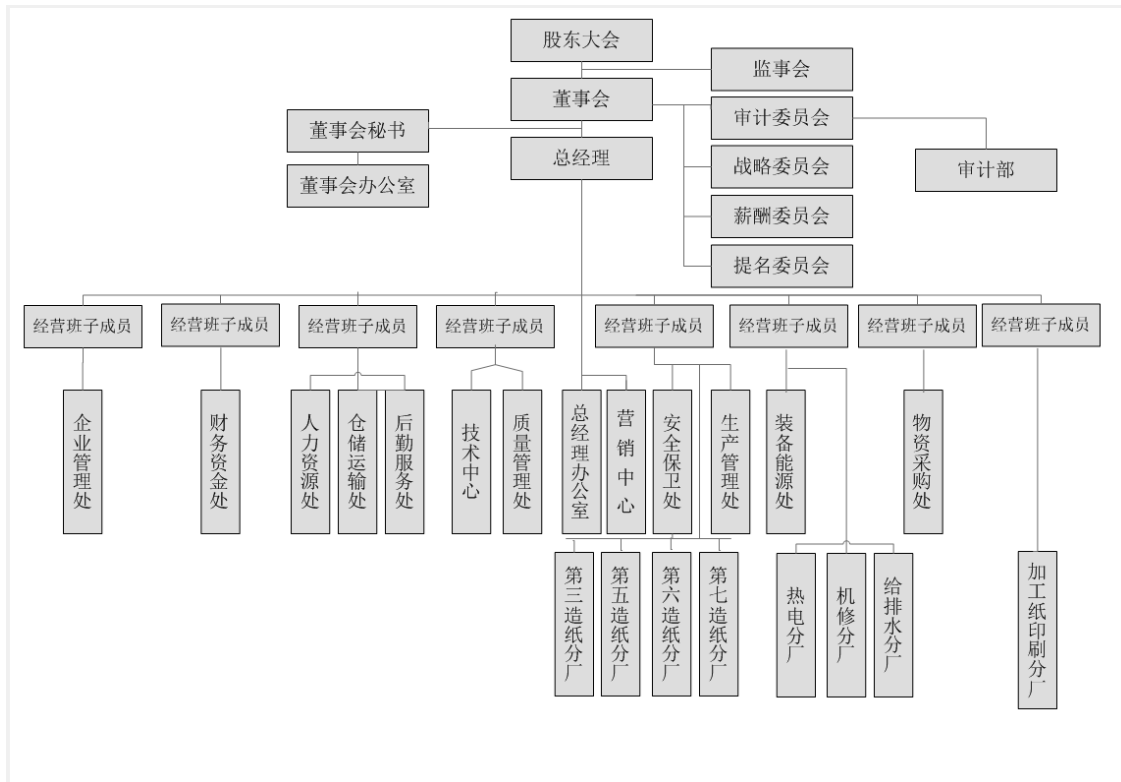 股东大会
监事会
董事会
审计委员会
董事会秘书
总经理
战略委员会
审计部
董事会办公室
薪酬委员会
提名委员会
经营班子成员
经营班子成员
经营班子成员
经营班子成员
经营班子成员
经营班子成员
经营班子成员
经营班子成员
企业管理处
财务资金处
人力资源处
仓储运输处
后勤服务处
技术中心
质量管理处
总经理办公室
营销中心
安全保卫处
生产管理处
装备能源处
物资采购处
第三造纸分厂
第五造纸分厂
第六造纸分厂
第七造纸分厂
热电分厂
机修分厂
给排水分厂
加工纸印刷分厂